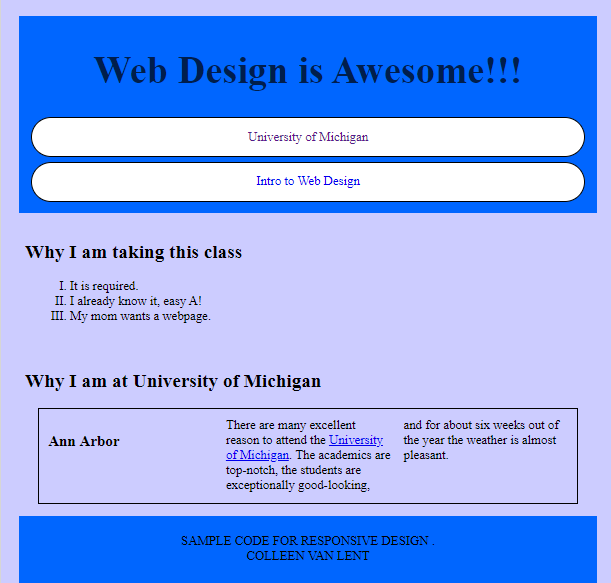 Web Design is Awesome!!!
University of Michigan
Intro to Web Design
Why I am taking this class
I. It is required.
II. I already know it, easy A!
III. My mom wants a webpage.
Why I am at University of Michigan
Ann Arbor
There are many excellent
reason to attend the University
of Michigan. The academics are
top-notch, the students are
exceptionally good-looking,
and for about six weeks out of
the year the weather is almost
pleasant.
SAMPLE CODE FOR RESPONSIVE DESIGN .
COLLEEN VAN LENT